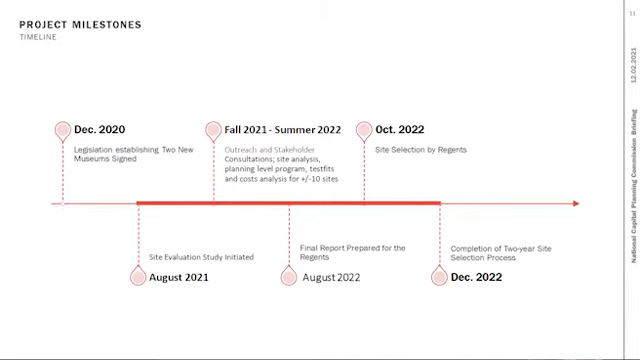 PROJECT MILESTONES
TIMELINE
11
12.02.2021
National Capital Planning Commission Briefing
Dec. 2020
Legislation establishing Two New
Museums Signed
Fall 2021 - Summer 2022
Outreach and Stakeholder
Consultations; site analysis,
planning level program, testfits
and costs analysis for +/-10 sites
Oct. 2022
Site Selection by Regents
Site Evaluation Study Initiated
August 2021
Final Report Prepared for the
Regents
August 2022
Completion of Two-year Site
Selection Process
Dec. 2022